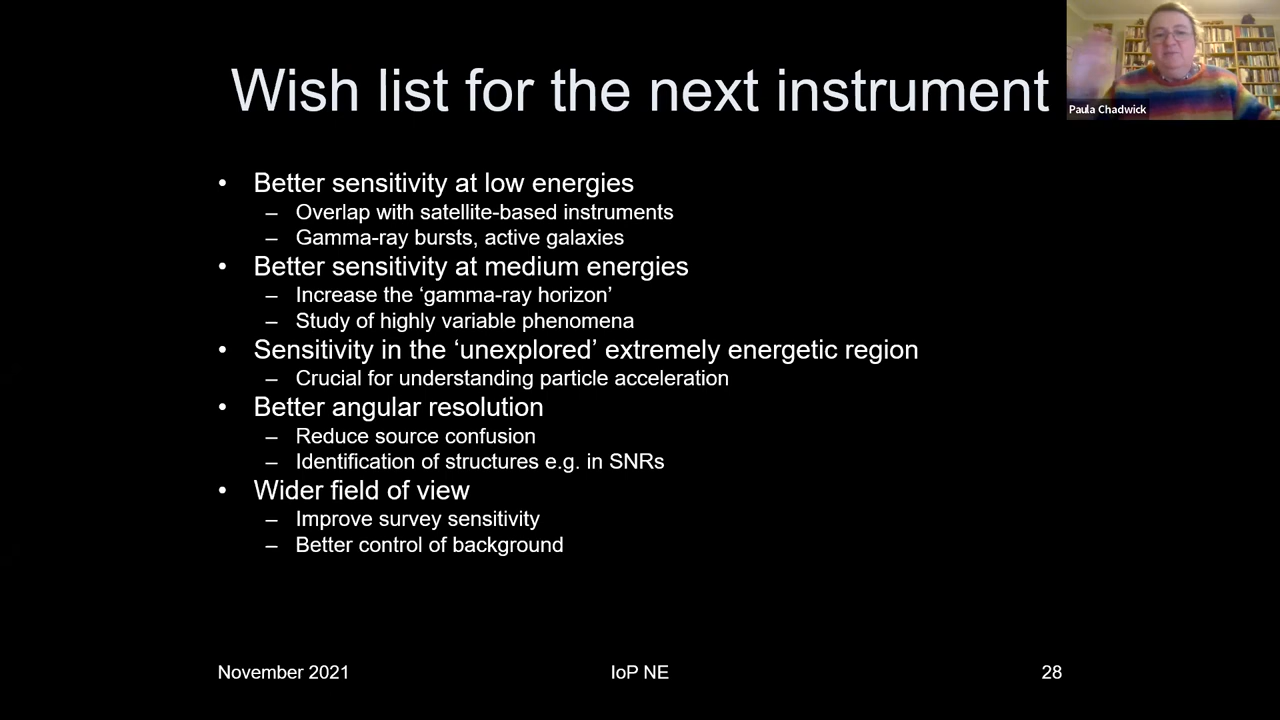 Wish list for the next instrument
Paula Chadwick
• Better sensitivity at low energies
– Overlap with satellite-based instruments
– Gamma-ray bursts, active galaxies
• Better sensitivity at medium energies
– Increase the ‘gamma-ray horizon’
– Study of highly variable phenomena
• Sensitivity in the ‘unexplored’ extremely energetic region
– Crucial for understanding particle acceleration
• Better angular resolution
– Reduce source confusion
– Identification of structures e.g. in SNRs
• Wider field of view
– Improve survey sensitivity
– Better control of background
November 2021
IoP NE
28